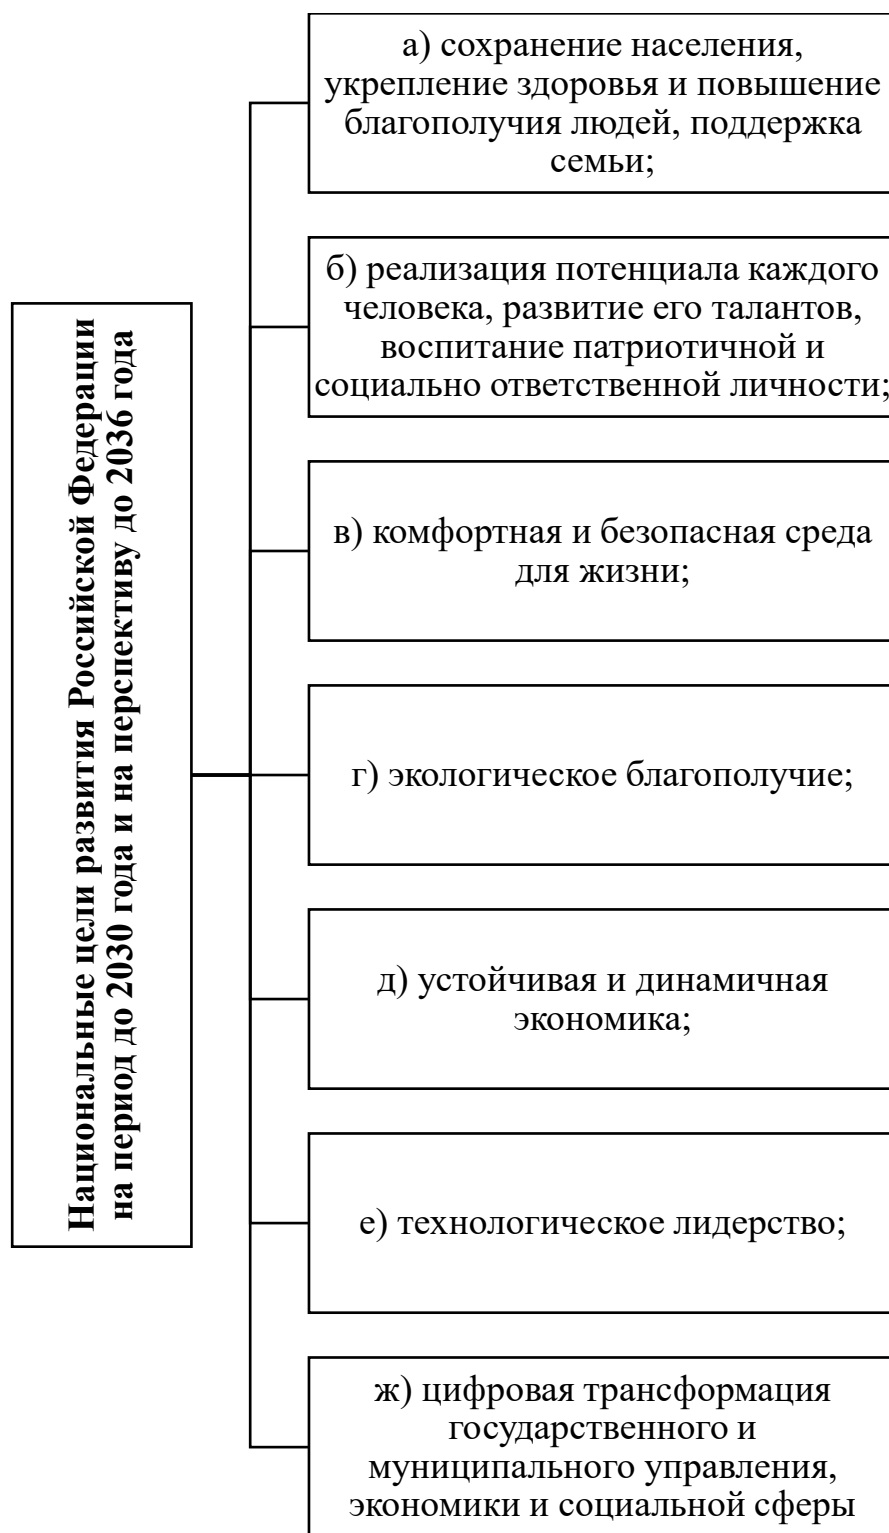 Национальные цели развития Российской Федерации
на период до 2030 года и на перспективу до 2036 года
а) сохранение населения,
укрепление здоровья и повышение
благополучия людей, поддержка
семьи;
б) реализация потенциала каждого
человека, развитие его талантов,
воспитание патриотичной и
социально ответственной личности;
в) комфортная и безопасная среда
для жизни;
г) экологическое благополучие;
д) устойчивая и динамичная
экономика;
е) технологическое лидерство;
ж) цифровая трансформация
государственного и
муниципального управления,
экономики и социальной сферы